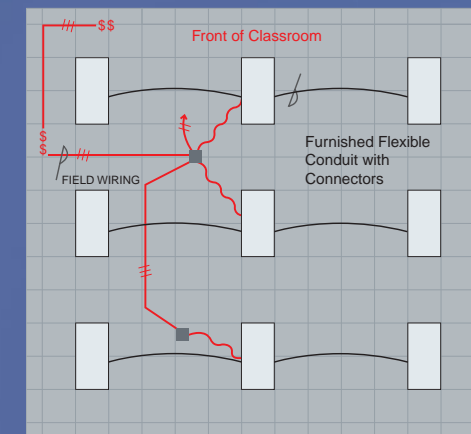 $$
Front of Classroom
$
$
FIELD WIRING
Furnished Flexible
Conduit with
Connectors